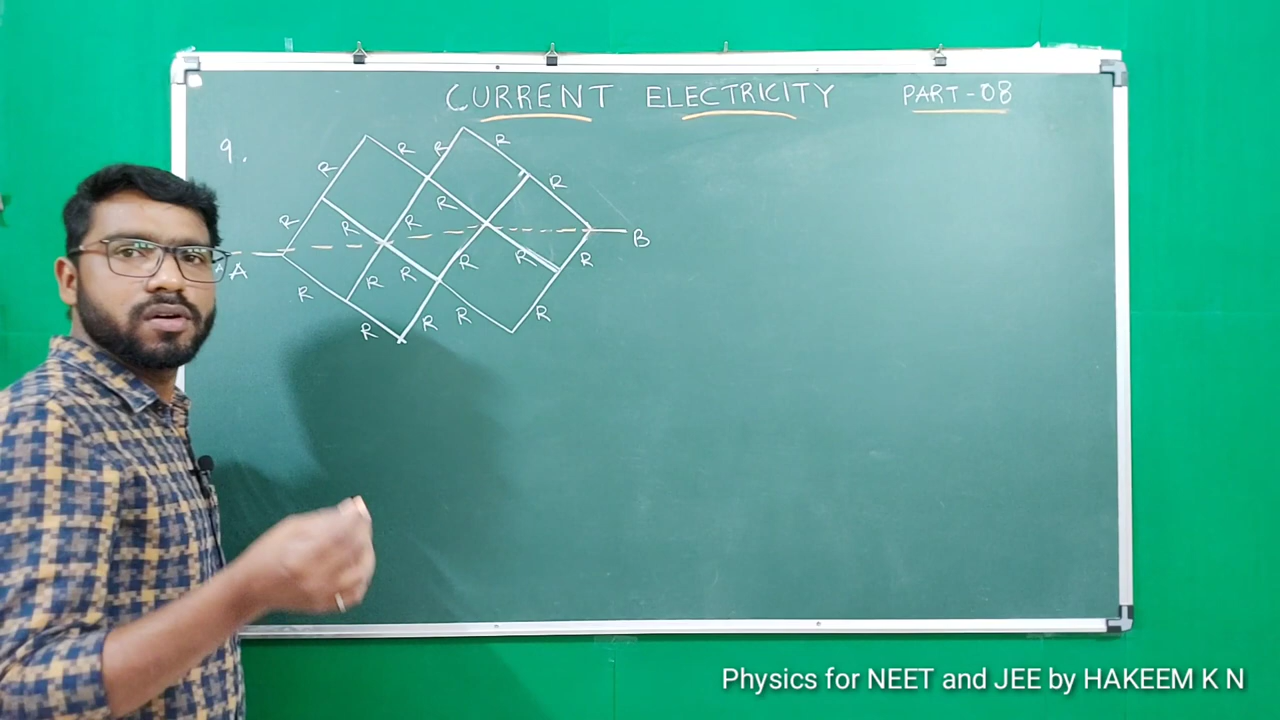 CURRENT ELECTRICITY PART-08
9.
R R R R
R R R
R R R
A R R R R R B
R R R
R R R R
Physics for NEET and JEE by HAKEEM K N